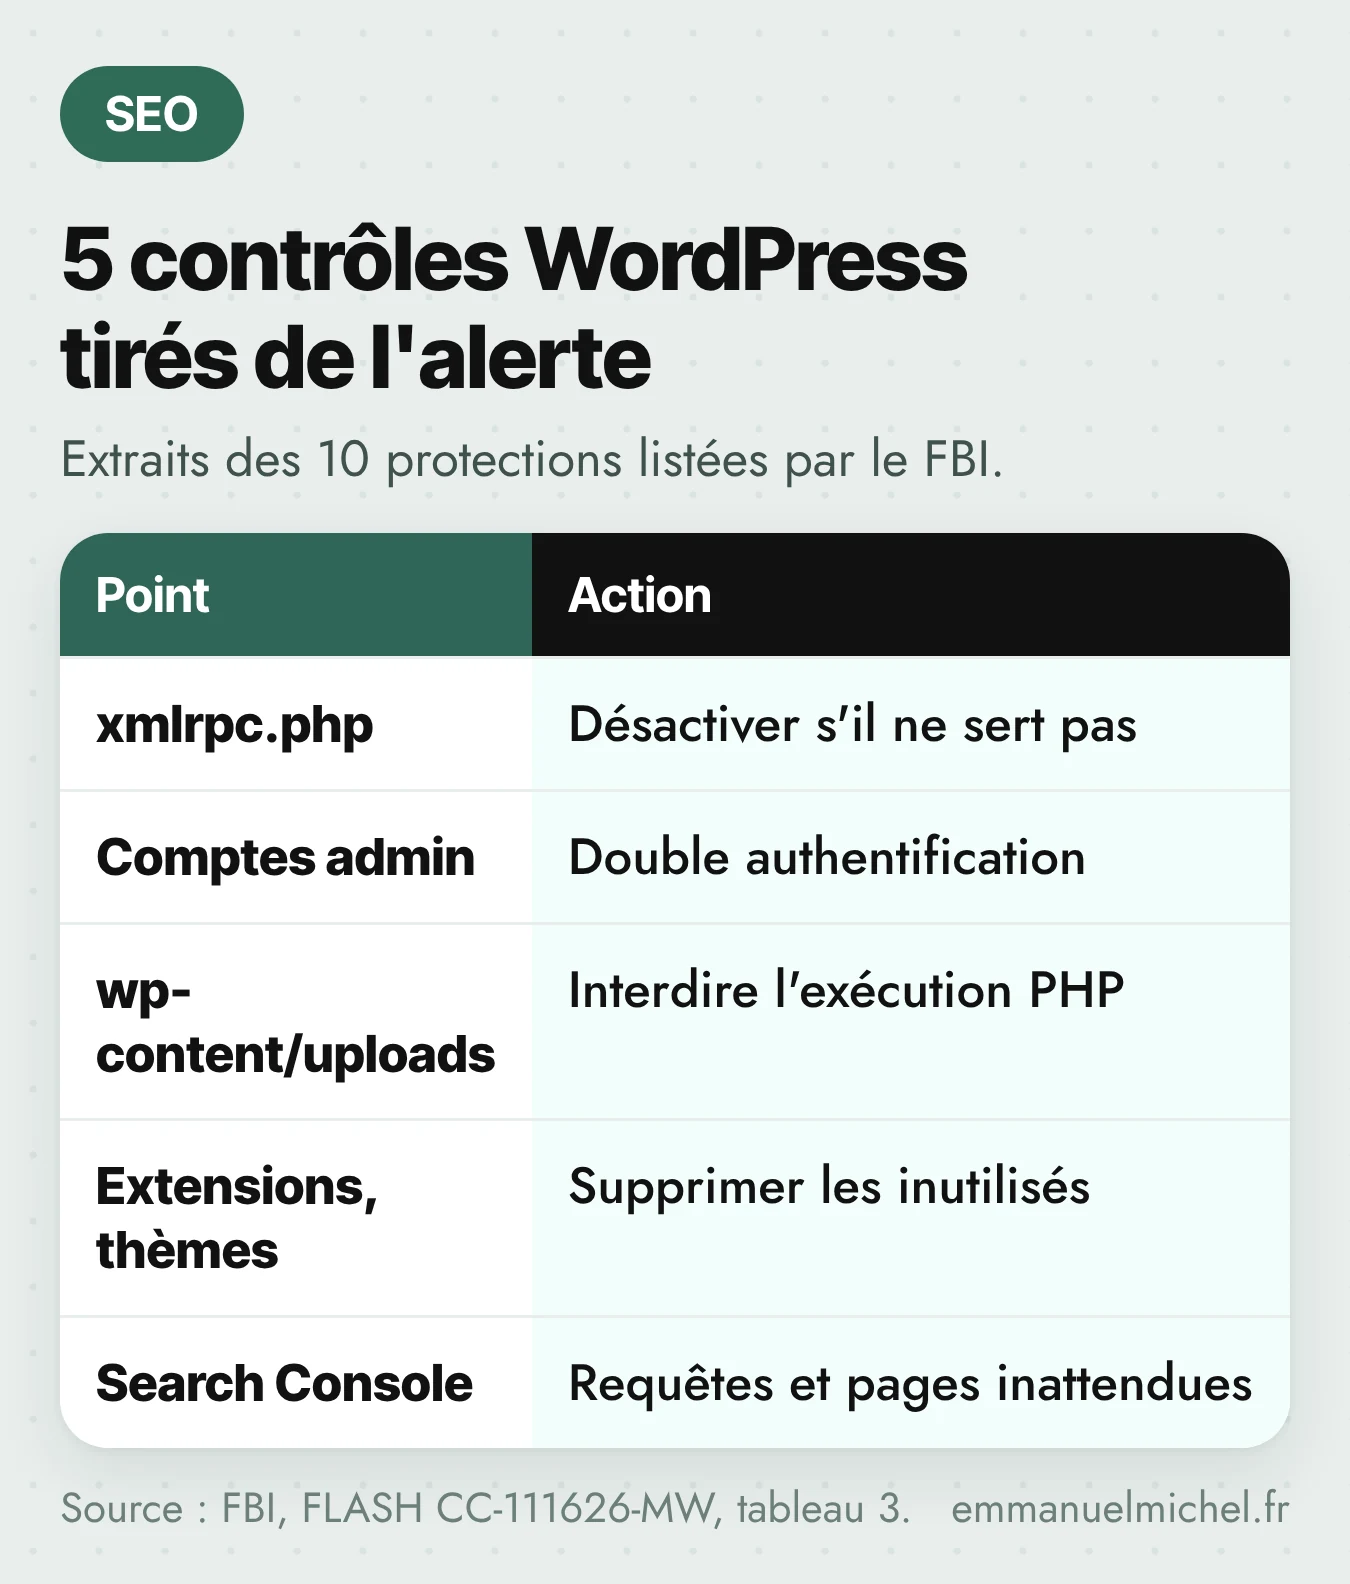 SEO
5 contrôles WordPress
tirés de l'alerte
Extraits des 10 protections listées par le FBI.
Point Action
xmlrpc.php Désactiver s'il ne sert pas
Comptes admin Double authentification
wp- Interdire l'exécution PHP
content/uploads
Extensions, Supprimer les inutilisés
thèmes
Search Console Requêtes et pages inattendues
Source : FBI, FLASH CC-111626-MW, tableau 3. emmanuelmichel.fr